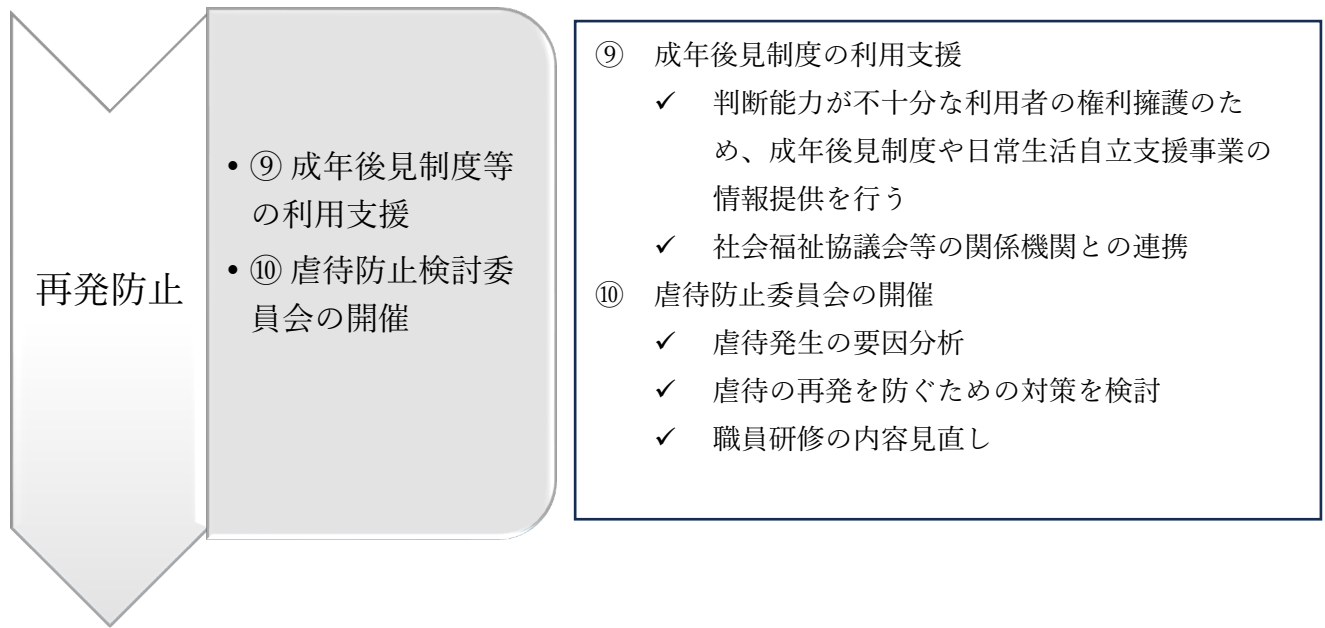 再発防止
• ⑨ 成年後見制度等
の利用支援
• ⑩ 虐待防止検討委
員会の開催
⑨ 成年後見制度の利用支援
✓ 判断能力が不十分な利用者の権利擁護のた
め、成年後見制度や日常生活自立支援事業の
情報提供を行う
✓ 社会福祉協議会等の関係機関との連携
⑩ 虐待防止委員会の開催
✓ 虐待発生の要因分析
✓ 虐待の再発を防ぐための対策を検討
✓ 職員研修の内容見直し